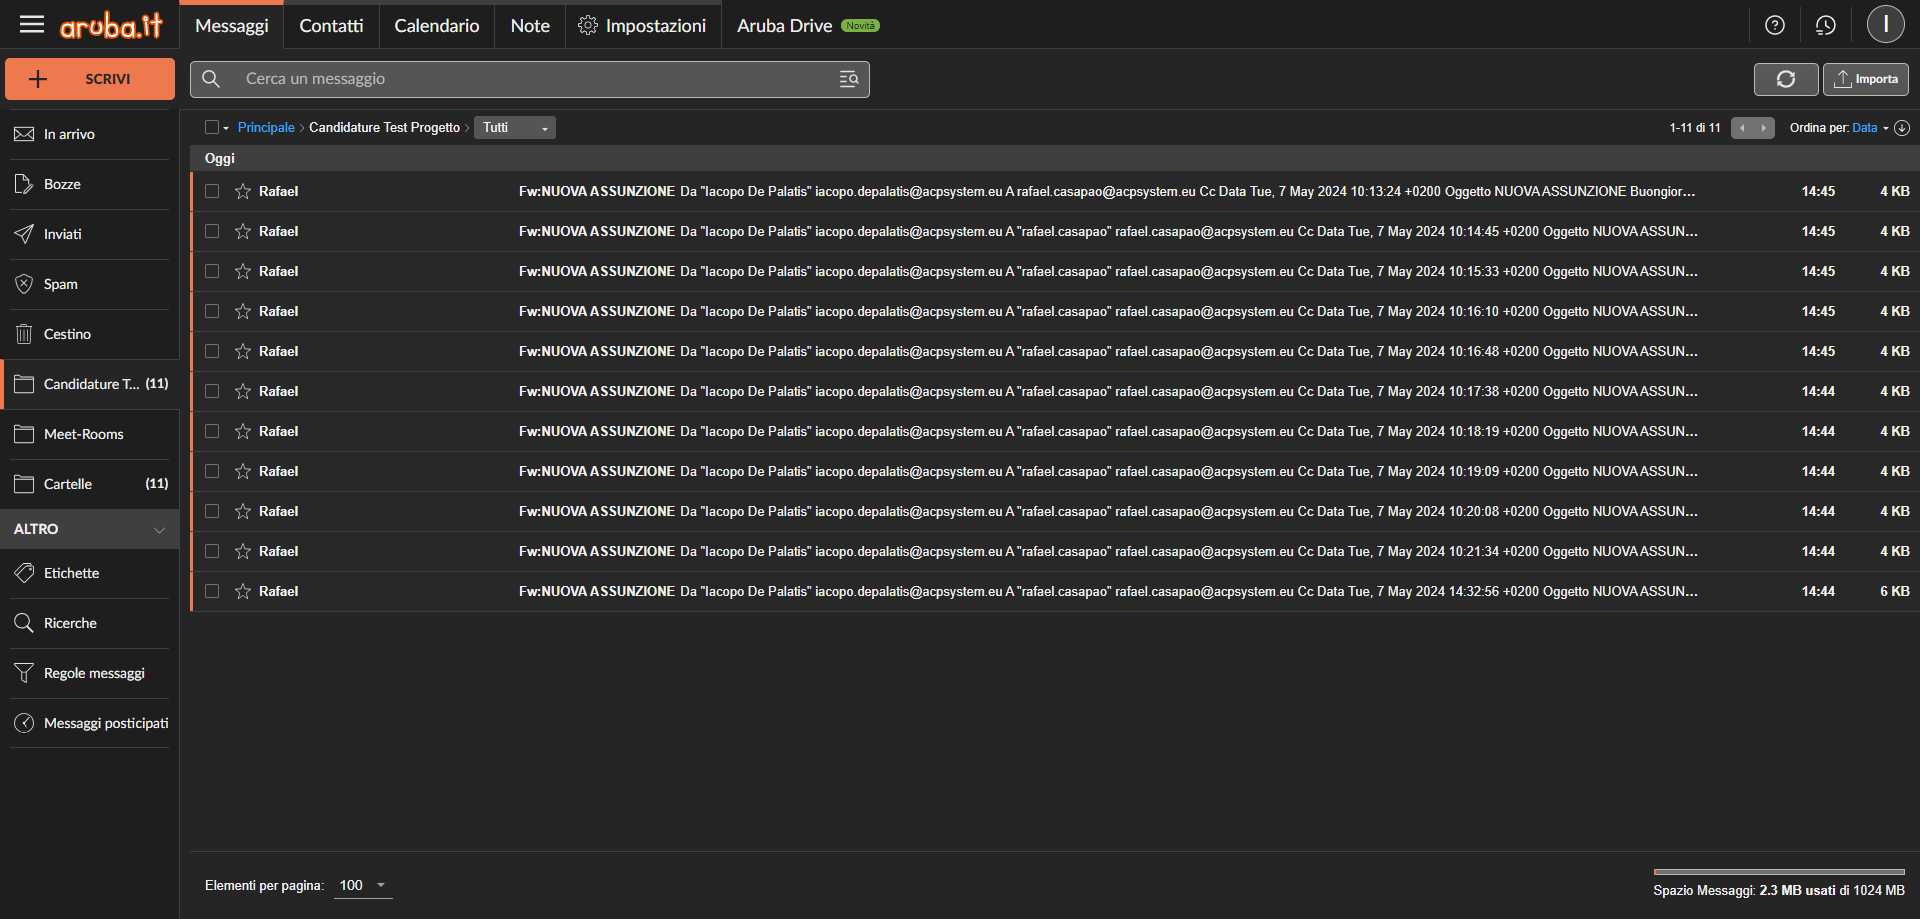 aruba.it Messaggi Contatti Calendario Note Impostazioni Aruba Drive Novità I
SCRIVI Cerca un messaggio Importa
In arrivo
Bozze
Inviati
Spam
Cestino
Candidature T... (11)
Meet-Rooms
Cartelle (11)
ALTRO
Etichette
Ricerche
Regole messaggi
Messaggi posticipati
Principale > Candidature Test Progetto > Tutti 1-11 di 11 Ordina per: Data
Oggi
Rafael Fw:NUOVA ASSUNZIONE Da "Iacopo De Palatis" iacopo.depalatis@acpsystem.eu A rafael.casapao@acpsystem.eu Cc Data Tue, 7 May 2024 10:13:24 +0200 Oggetto NUOVA ASSUNZIONE Buongior... 14:45 4 KB
Rafael Fw:NUOVA ASSUNZIONE Da "Iacopo De Palatis" iacopo.depalatis@acpsystem.eu A "rafael.casapao" rafael.casapao@acpsystem.eu Cc Data Tue, 7 May 2024 10:14:45 +0200 Oggetto NUOVA ASSUN... 14:45 4 KB
Rafael Fw:NUOVA ASSUNZIONE Da "Iacopo De Palatis" iacopo.depalatis@acpsystem.eu A "rafael.casapao" rafael.casapao@acpsystem.eu Cc Data Tue, 7 May 2024 10:15:33 +0200 Oggetto NUOVA ASSUN... 14:45 4 KB
Rafael Fw:NUOVA ASSUNZIONE Da "Iacopo De Palatis" iacopo.depalatis@acpsystem.eu A "rafael.casapao" rafael.casapao@acpsystem.eu Cc Data Tue, 7 May 2024 10:16:10 +0200 Oggetto NUOVA ASSUN... 14:45 4 KB
Rafael Fw:NUOVA ASSUNZIONE Da "Iacopo De Palatis" iacopo.depalatis@acpsystem.eu A "rafael.casapao" rafael.casapao@acpsystem.eu Cc Data Tue, 7 May 2024 10:16:48 +0200 Oggetto NUOVA ASSUN... 14:45 4 KB
Rafael Fw:NUOVA ASSUNZIONE Da "Iacopo De Palatis" iacopo.depalatis@acpsystem.eu A "rafael.casapao" rafael.casapao@acpsystem.eu Cc Data Tue, 7 May 2024 10:17:38 +0200 Oggetto NUOVA ASSUN... 14:44 4 KB
Rafael Fw:NUOVA ASSUNZIONE Da "Iacopo De Palatis" iacopo.depalatis@acpsystem.eu A "rafael.casapao" rafael.casapao@acpsystem.eu Cc Data Tue, 7 May 2024 10:18:19 +0200 Oggetto NUOVA ASSUN... 14:44 4 KB
Rafael Fw:NUOVA ASSUNZIONE Da "Iacopo De Palatis" iacopo.depalatis@acpsystem.eu A "rafael.casapao" rafael.casapao@acpsystem.eu Cc Data Tue, 7 May 2024 10:19:09 +0200 Oggetto NUOVA ASSUN... 14:44 4 KB
Rafael Fw:NUOVA ASSUNZIONE Da "Iacopo De Palatis" iacopo.depalatis@acpsystem.eu A "rafael.casapao" rafael.casapao@acpsystem.eu Cc Data Tue, 7 May 2024 10:20:08 +0200 Oggetto NUOVA ASSUN... 14:44 4 KB
Rafael Fw:NUOVA ASSUNZIONE Da "Iacopo De Palatis" iacopo.depalatis@acpsystem.eu A "rafael.casapao" rafael.casapao@acpsystem.eu Cc Data Tue, 7 May 2024 10:21:34 +0200 Oggetto NUOVA ASSUN... 14:44 4 KB
Rafael Fw:NUOVA ASSUNZIONE Da "Iacopo De Palatis" iacopo.depalatis@acpsystem.eu A "rafael.casapao" rafael.casapao@acpsystem.eu Cc Data Tue, 7 May 2024 14:32:56 +0200 Oggetto NUOVA ASSUN... 14:44 6 KB
Elementi per pagina: 100
Spazio Messaggi: 2.3 MB usati di 1024 MB